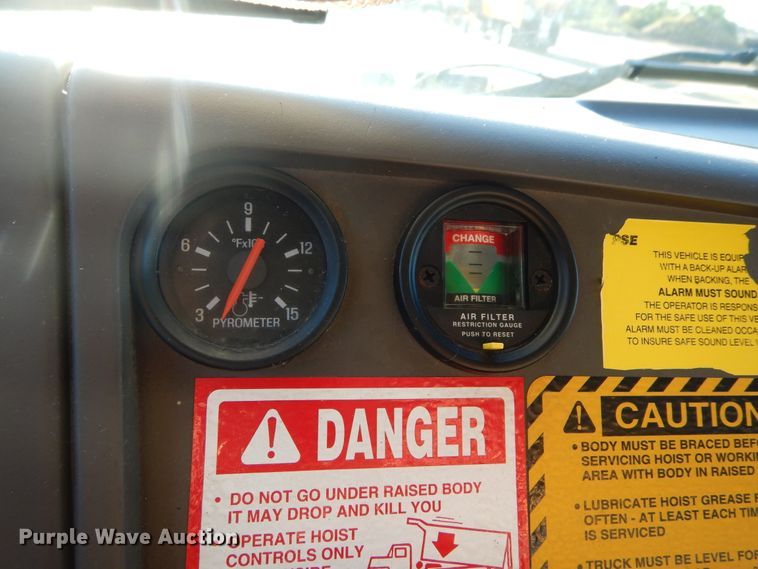 9
6
°Fx100
12
3
15
PYROMETER
CHANGE
AIR FILTER
AIR FILTER
RESTRICTION GAUGE
PUSH TO RESET
THIS VEHICLE IS EQUIP
WITH A BACK-UP ALAR
WHEN BACKING, THE
ALARM MUST SOUND
THE OPERATOR IS RESPONS
FOR THE SAFE USE OF THIS VE
ALARM MUST BE CLEANED OCCA
TO INSURE SAFE SOUND LEVEL
DANGER
• DO NOT GO UNDER RAISED BODY
IT MAY DROP AND KILL YOU
• OPERATE HOIST
CONTROLS ONLY
CAUTION
• BODY MUST BE BRACED BEF
SERVICING HOIST OR WORKI
AREA WITH BODY IN RAISED
• LUBRICATE HOIST GREASE F
OFTEN - AT LEAST EACH TIM
IS SERVICED
• TRUCK MUST BE LEVEL FO
Purple Wave Auction